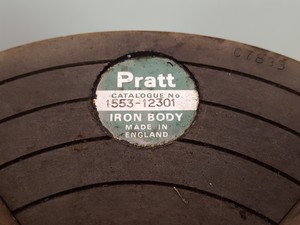 Pratt
CATALOGUE No.
1553-12301
IRON BODY
MADE IN
ENGLAND